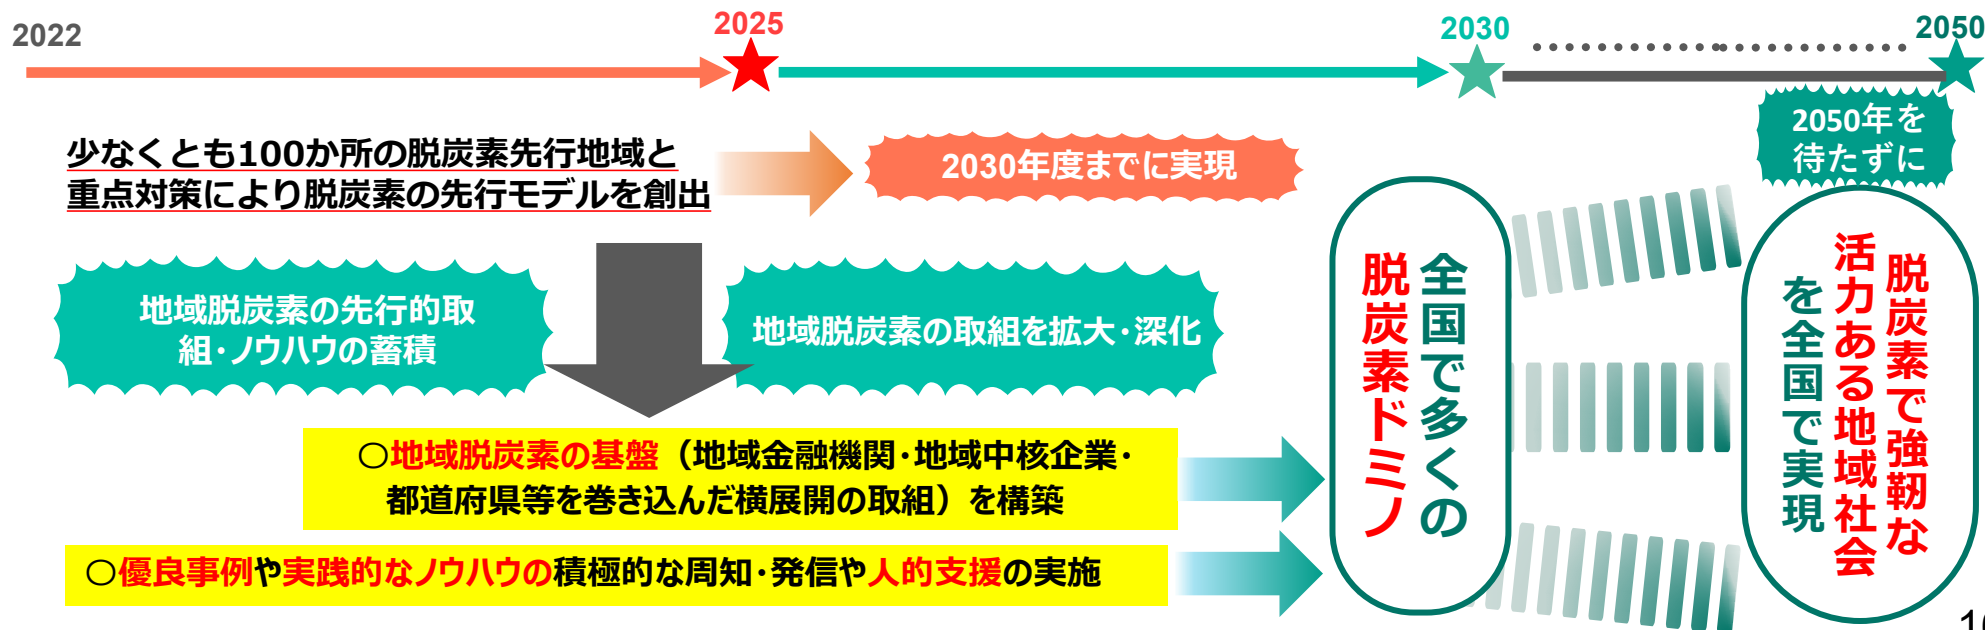 2022
2025
2030
2050
少なくとも100か所の脱炭素先行地域と
重点対策により脱炭素の先行モデルを創出
2030年度までに実現
2050年を
待たずに
地域脱炭素の先行的取
組・ノウハウの蓄積
地域脱炭素の取組を拡大・深化
〇地域脱炭素の基盤（地域金融機関・地域中核企業・
都道府県等を巻き込んだ横展開の取組）を構築
〇優良事例や実践的なノウハウの積極的な周知・発信や人的支援の実施
全国で多くの
脱炭素ドミノ
脱炭素で強靭な
活力ある地域社会
を全国で実現